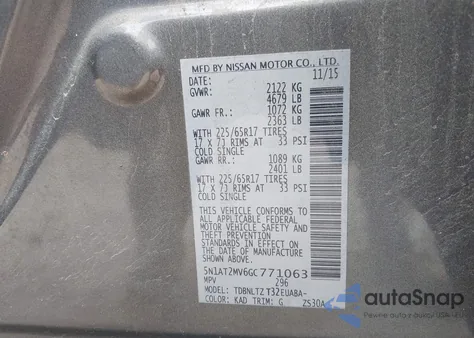 MFD BY NISSAN MOTOR CO., LTD.
DATE: 11/15
GVWR: 2122 KG
4679 LB
GAWR FR.: 1072 KG
2363 LB
WITH 225/65R17 TIRES
17 X 7J RIMS AT 33 PSI
COLD SINGLE
GAWR RR.: 1089 KG
2401 LB
WITH 225/65R17 TIRES
17 X 7J RIMS AT 33 PSI
COLD SINGLE
THIS VEHICLE CONFORMS TO
ALL APPLICABLE FEDERAL
MOTOR VEHICLE SAFETY AND
THEFT PREVENTION STANDARDS
IN EFFECT ON THE DATE OF
MANUFACTURE SHOWN ABOVE.
5N1AT2MV6GC771063
MPV 296
MODEL: TDBNLTZ T32EUABA-
COLOR: KAD TRIM: G ZS30A
autoSnap